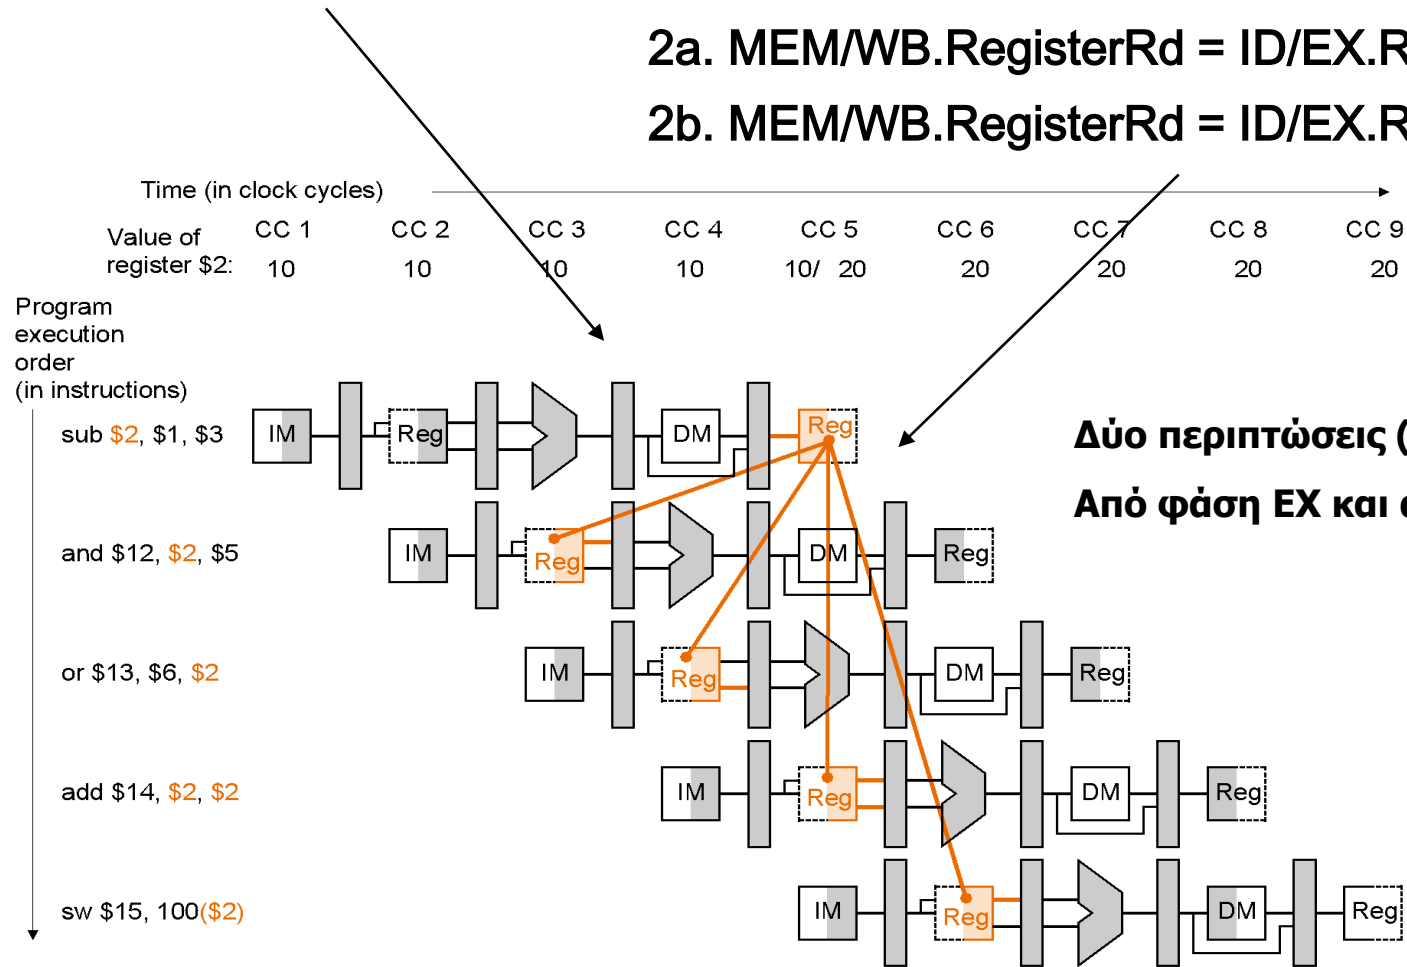 2a. MEM/WB.RegisterRd = ID/EX.R
2b. MEM/WB.RegisterRd = ID/EX.R
Time (in clock cycles)
CC 1 CC 2 CC 3 CC 4 CC 5 CC 6 CC 7 CC 8 CC 9
Value of
register $2:
10 10 10 10 10/ 20 20 20 20 20
Program
execution
order
(in instructions)
sub $2, $1, $3
IM Reg DM Reg
Δύο περιπτώσεις (
Από φάση EX και
and $12, $2, $5
IM Reg DM Reg
or $13, $6, $2
IM Reg DM Reg
add $14, $2, $2
IM Reg DM Reg
sw $15, 100($2)
IM Reg DM Reg